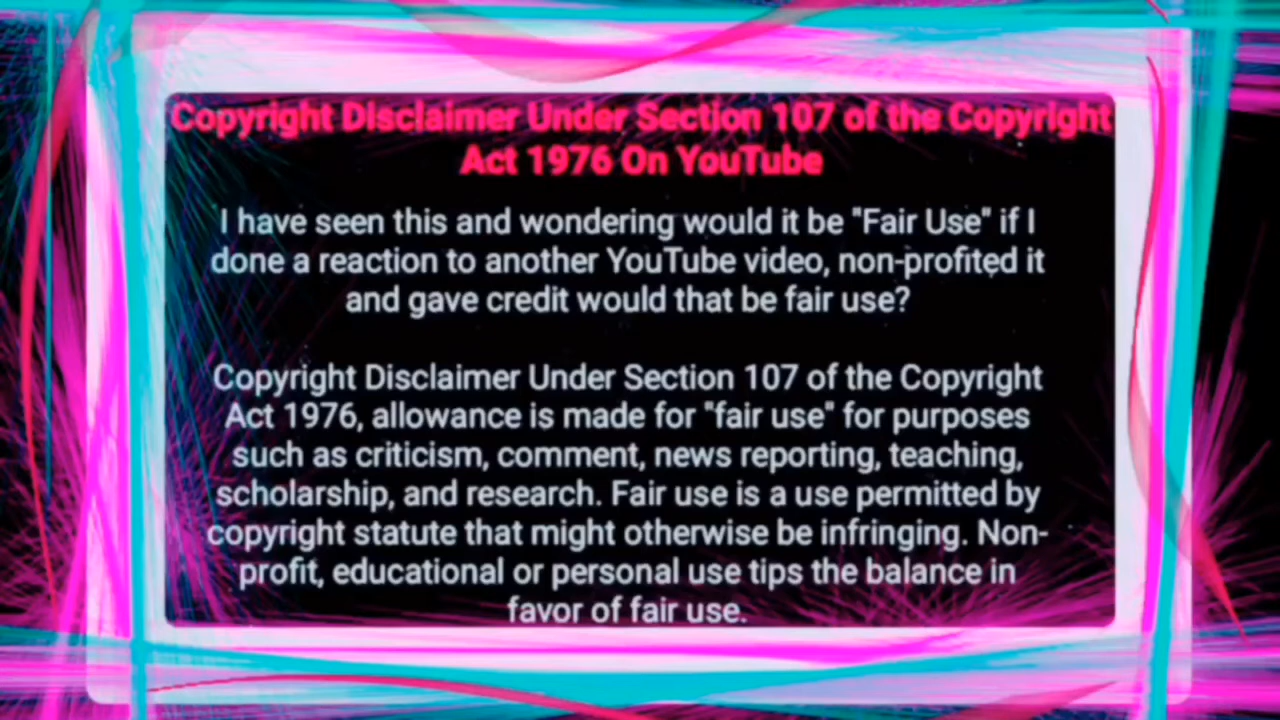 Copyright Disclaimer Under Section 107 of the Copyright
Act 1976 On YouTube
I have seen this and wondering would it be "Fair Use" if I
done a reaction to another YouTube video, non-profited it
and gave credit would that be fair use?
Copyright Disclaimer Under Section 107 of the Copyright
Act 1976, allowance is made for "fair use" for purposes
such as criticism, comment, news reporting, teaching,
scholarship, and research. Fair use is a use permitted by
copyright statute that might otherwise be infringing. Non-
profit, educational or personal use tips the balance in
favor of fair use.